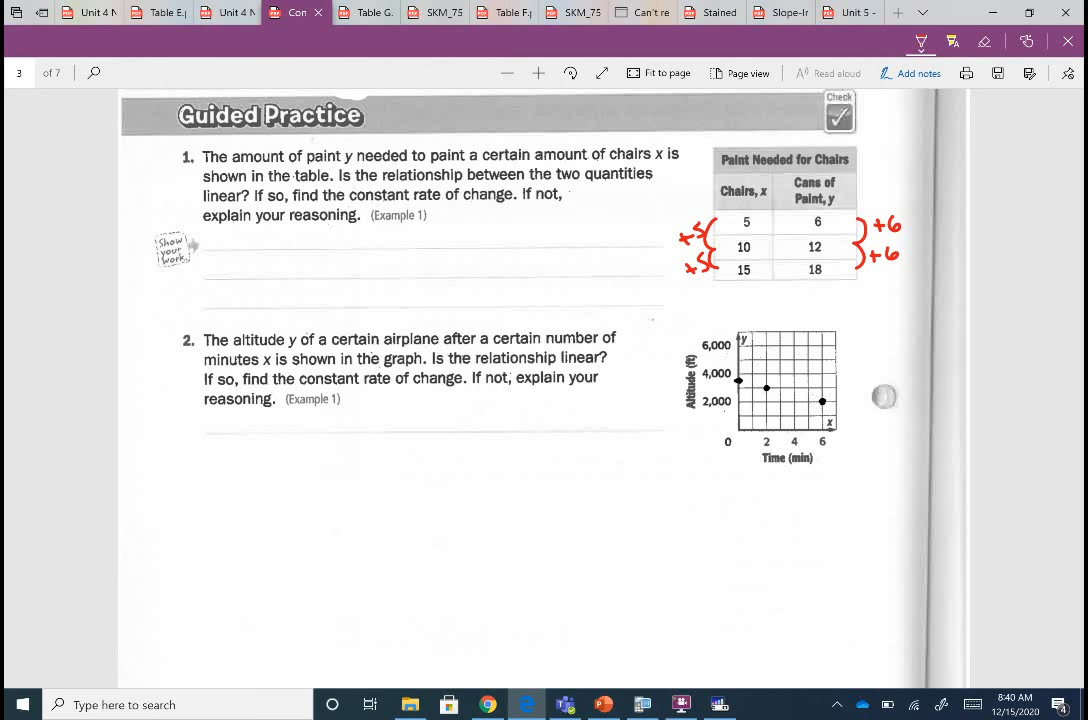 Unit 4 N
Table E.p
Unit 4 N
Con
Table G.
SKM_75
Table F.p
SKM_75
Can't re
Stained
Slope-Ir
Unit 5 -
3 of 7
Fit to page
Page view
Read aloud
Add notes
Guided Practice
Check
1. The amount of paint y needed to paint a certain amount of chairs x is
shown in the table. Is the relationship between the two quantities
linear? If so, find the constant rate of change. If not,
explain your reasoning. (Example 1)
Show
your
work.
Paint Needed for Chairs
Chairs, x
Cans of
Paint, y
5 6
10 12
15 18
+5
+5
+6
+6
2. The altitude y of a certain airplane after a certain number of
minutes x is shown in the graph. Is the relationship linear?
If so, find the constant rate of change. If not, explain your
reasoning. (Example 1)
Altitude (ft)
y
6,000
4,000
2,000
x
0 2 4 6
Time (min)
Type here to search
8:40 AM
12/15/2020
4